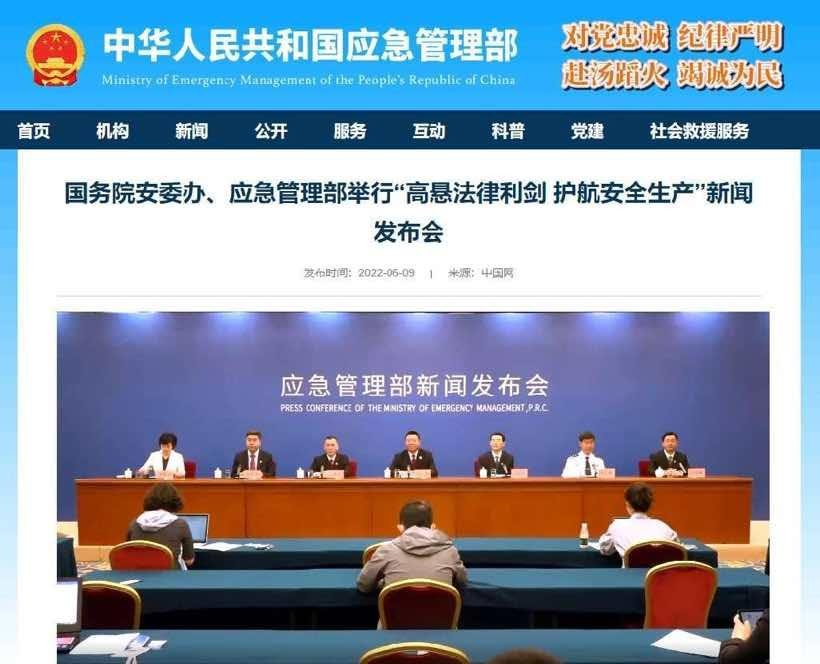 中华人民共和国应急管理部
Ministry of Emergency Management of the People's Republic of China
对党忠诚 纪律严明
赴汤蹈火 竭诚为民
首页 机构 新闻 公开 服务 互动 科普 党建 社会救援服务
国务院安委办、应急管理部举行“高悬法律利剑 护航安全生产”新闻
发布会
发布时间：2022-06-09 | 来源：中国网
应急管理部新闻发布会
PRESS CONFERENCE OF THE MINISTRY OF EMERGENCY MANAGEMENT, P.R.C.